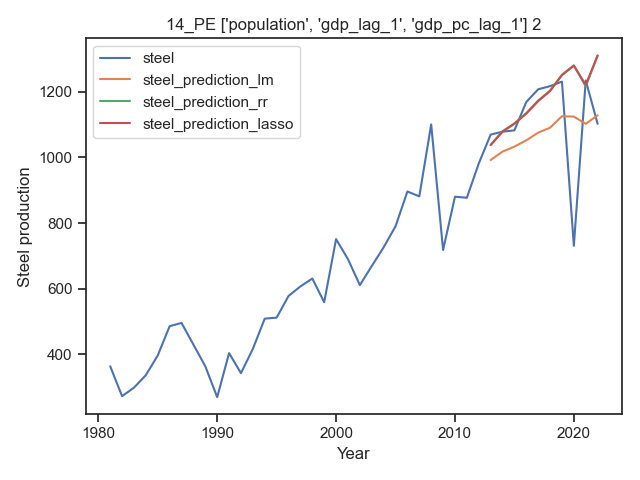 14_PE ['population', 'gdp_lag_1', 'gdp_pc_lag_1'] 2
steel
steel_prediction_lm
steel_prediction_rr
steel_prediction_lasso
Steel production
1200
1000
800
600
400
1980
1990
2000
2010
2020
Year